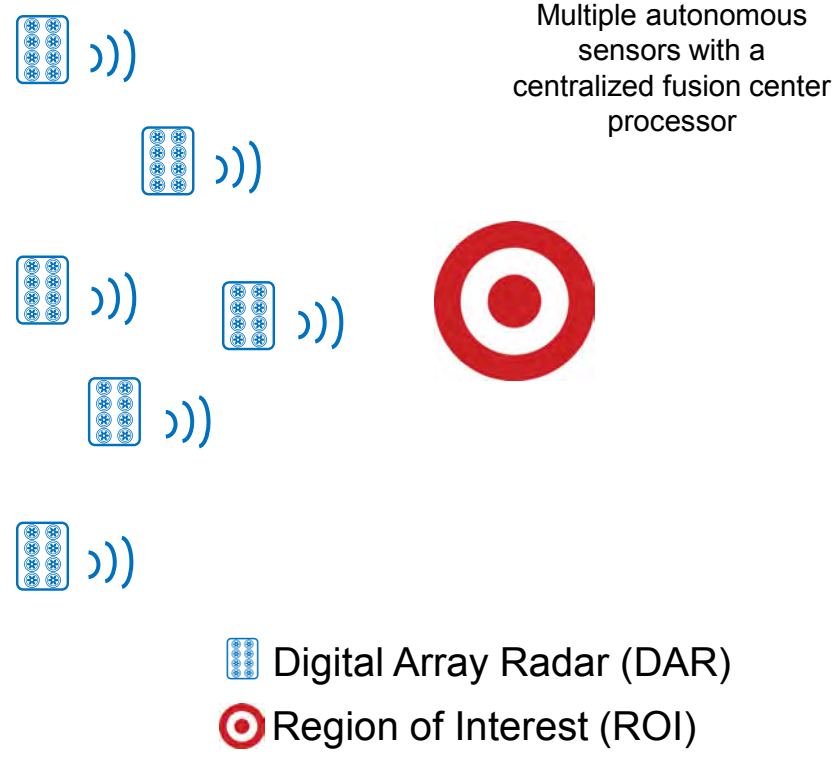 Multiple autonomous
sensors with a
centralized fusion center
processor
Digital Array Radar (DAR)
Region of Interest (ROI)